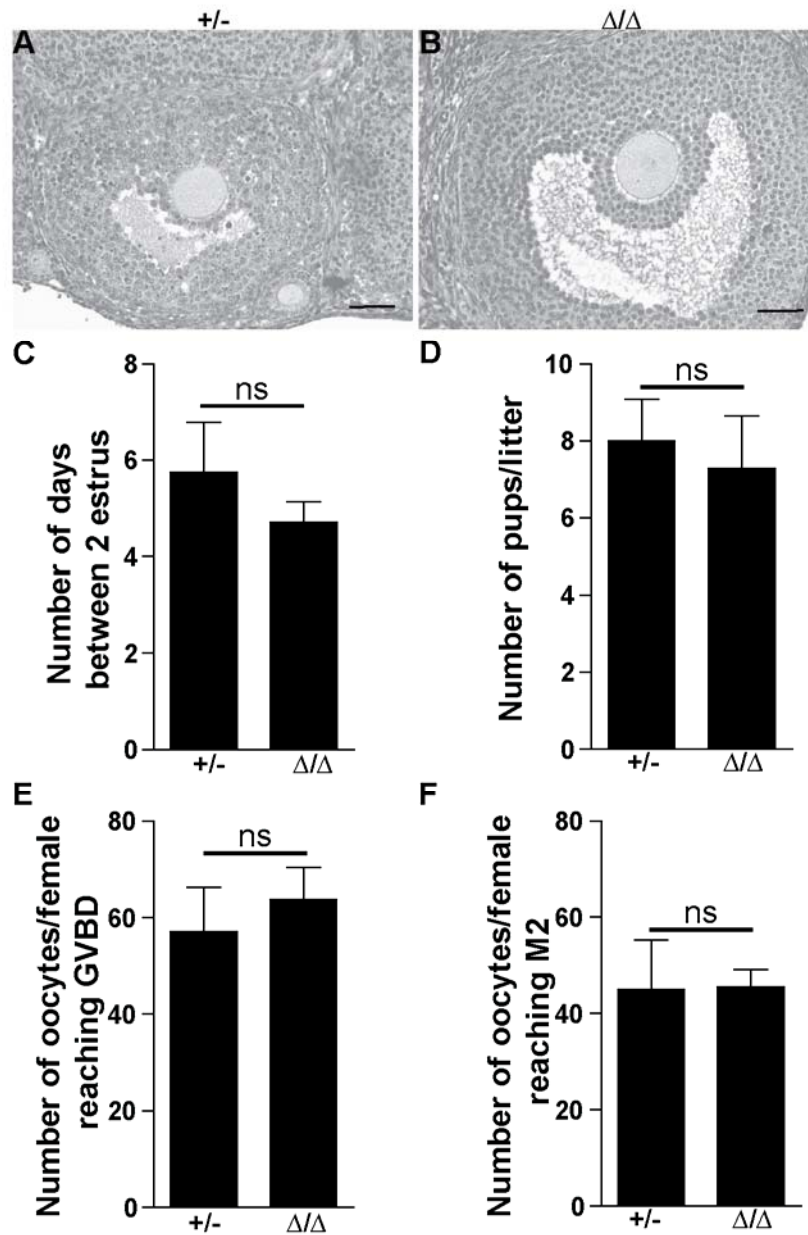 +/-
Δ/Δ
A
B
C
8
6
4
2
0
Number of days
between 2 estrus
ns
+/-
Δ/Δ
D
10
8
6
4
2
0
Number of pups/litter
ns
+/-
Δ/Δ
E
80
60
40
20
0
Number of oocytes/female
reaching GVBD
ns
+/-
Δ/Δ
F
80
60
40
20
0
Number of oocytes/female
reaching M2
ns
+/-
Δ/Δ